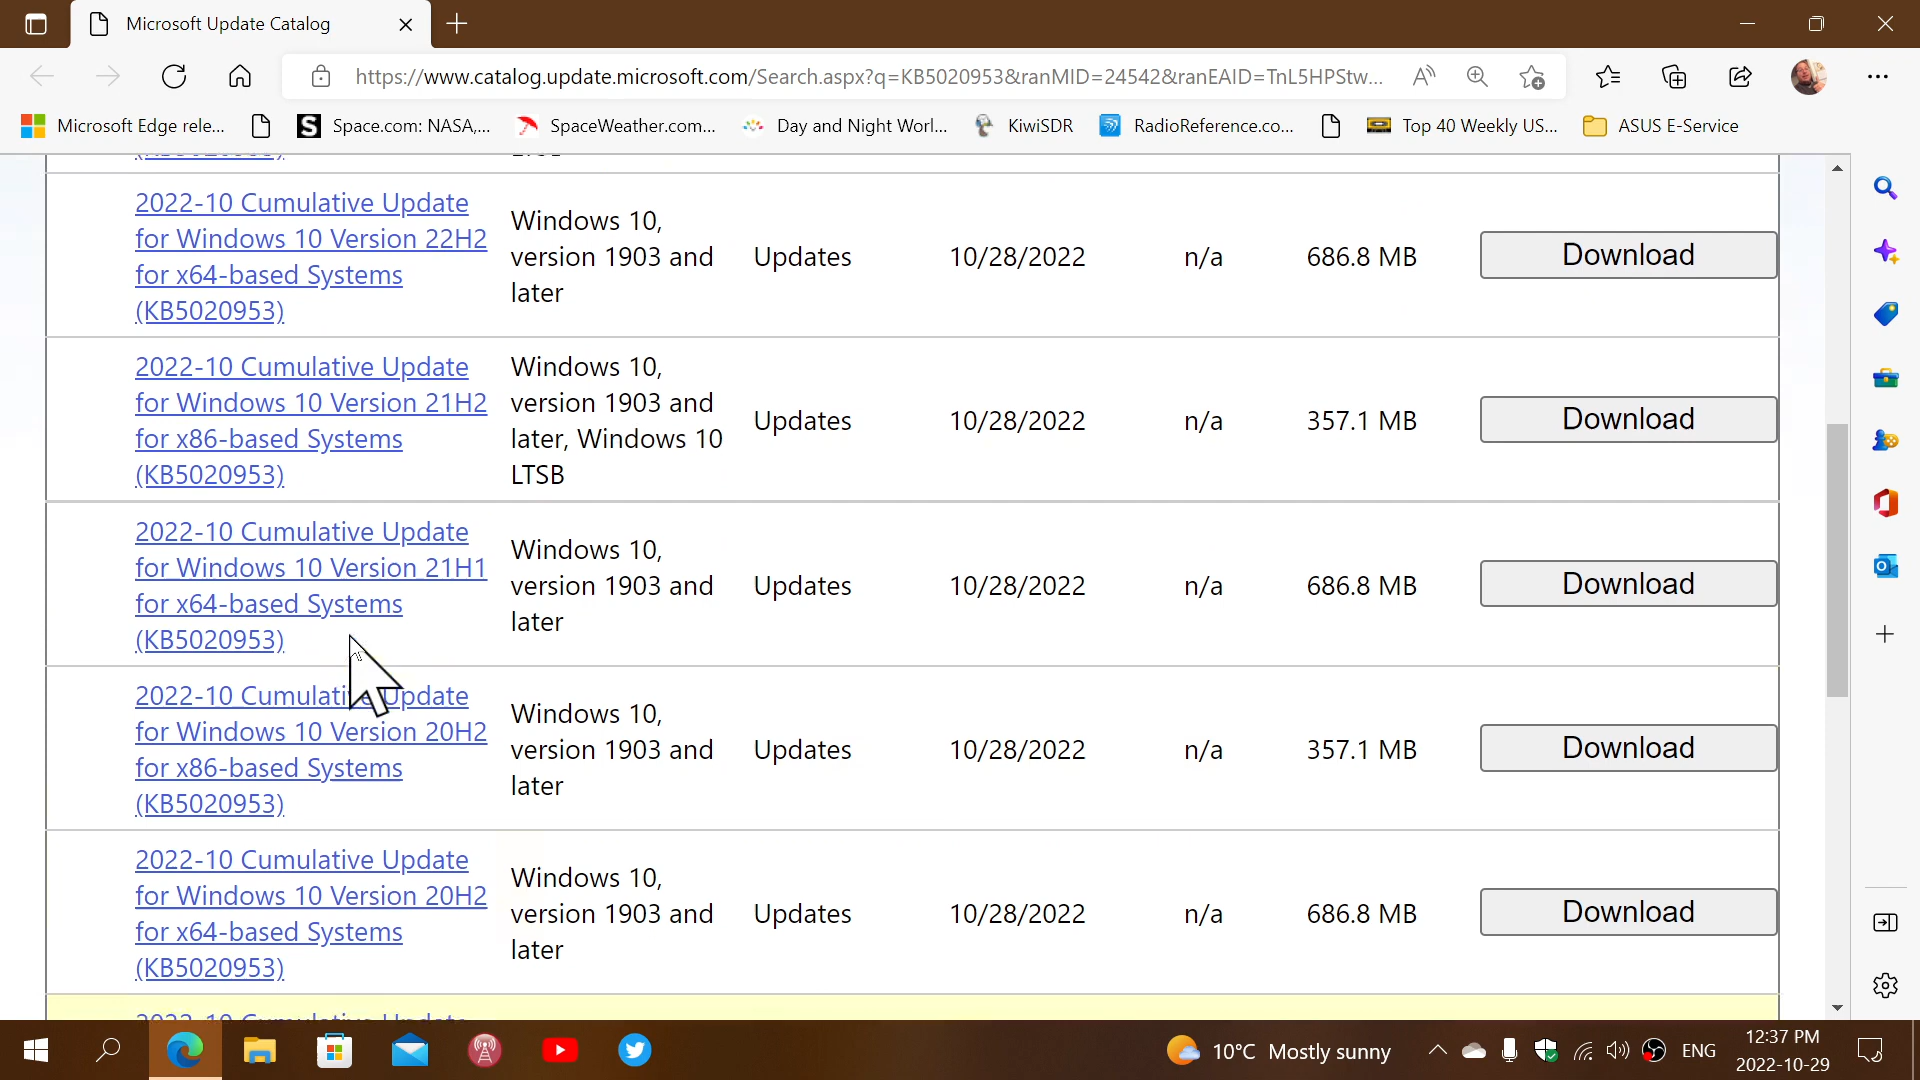 Microsoft Update Catalog
https://www.catalog.update.microsoft.com/Search.aspx?q=KB5020953&ranMID=24542&ranEAID=TnL5HPStw...
Microsoft Edge rele...
Space.com: NASA,...
SpaceWeather.com...
Day and Night Worl...
KiwiSDR
RadioReference.co...
Top 40 Weekly US...
ASUS E-Service
2022-10 Cumulative Update
for Windows 10 Version 22H2
for x64-based Systems
(KB5020953)
Windows 10,
version 1903 and
later
Updates
10/28/2022
n/a
686.8 MB
Download
2022-10 Cumulative Update
for Windows 10 Version 21H2
for x86-based Systems
(KB5020953)
Windows 10,
version 1903 and
later, Windows 10
LTSB
Updates
10/28/2022
n/a
357.1 MB
Download
2022-10 Cumulative Update
for Windows 10 Version 21H1
for x64-based Systems
(KB5020953)
Windows 10,
version 1903 and
later
Updates
10/28/2022
n/a
686.8 MB
Download
2022-10 Cumulative Update
for Windows 10 Version 20H2
for x86-based Systems
(KB5020953)
Windows 10,
version 1903 and
later
Updates
10/28/2022
n/a
357.1 MB
Download
2022-10 Cumulative Update
for Windows 10 Version 20H2
for x64-based Systems
(KB5020953)
Windows 10,
version 1903 and
later
Updates
10/28/2022
n/a
686.8 MB
Download
10°C Mostly sunny
ENG
12:37 PM
2022-10-29